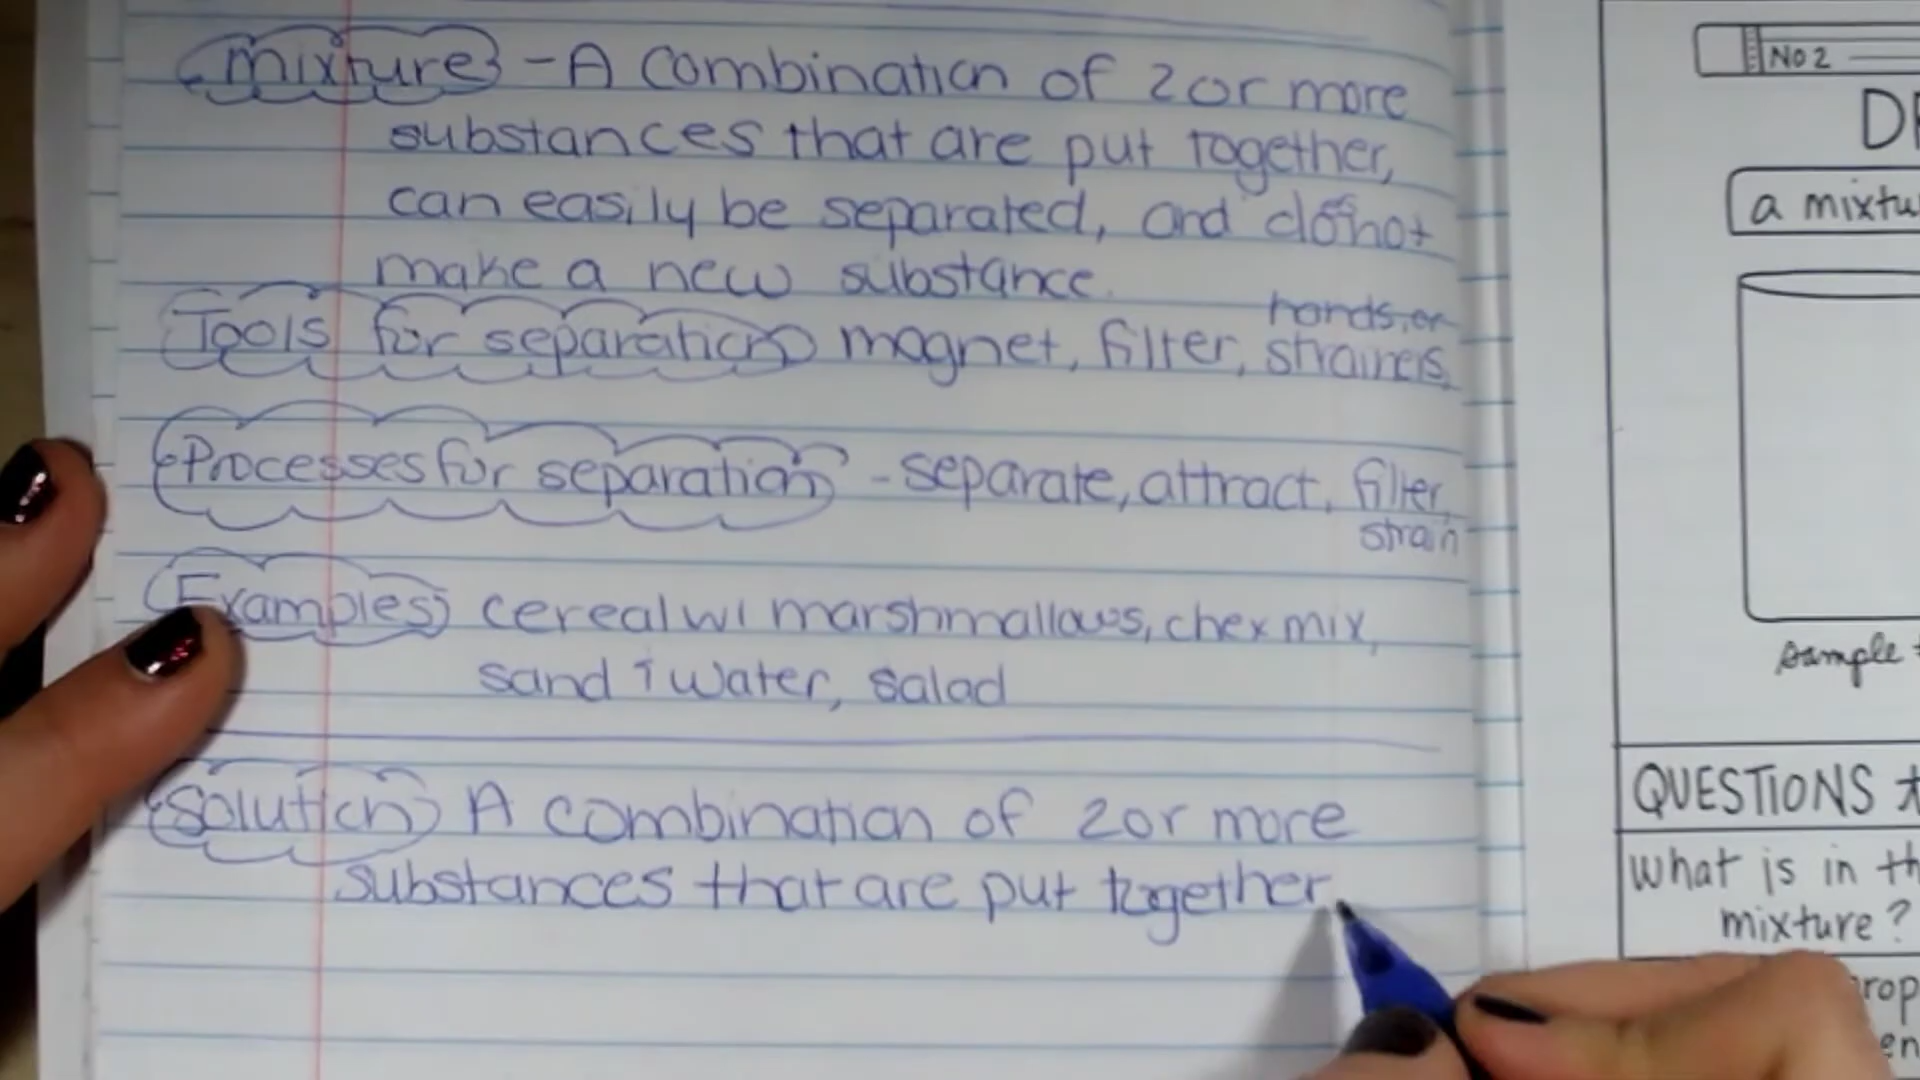 mixture - A combination of 2 or more
substances that are put together,
can easily be separated, and does not
make a new substance.
Tools for separation magnet, filter, strainers,
hands, or
Processes for separation - separate, attract, filter,
strain
Examples cereal w/ marshmallows, chex mix,
sand & water, salad
Solution A combination of 2 or more
substances that are put together,
No 2
a mixtu
sample
QUESTIONS
What is in th
mixture?
rop
en